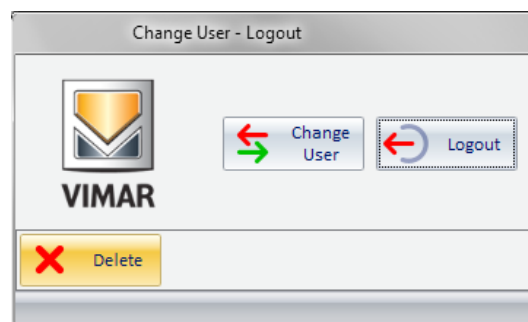 Change User - Logout
VIMAR
Change
User
Logout
Delete